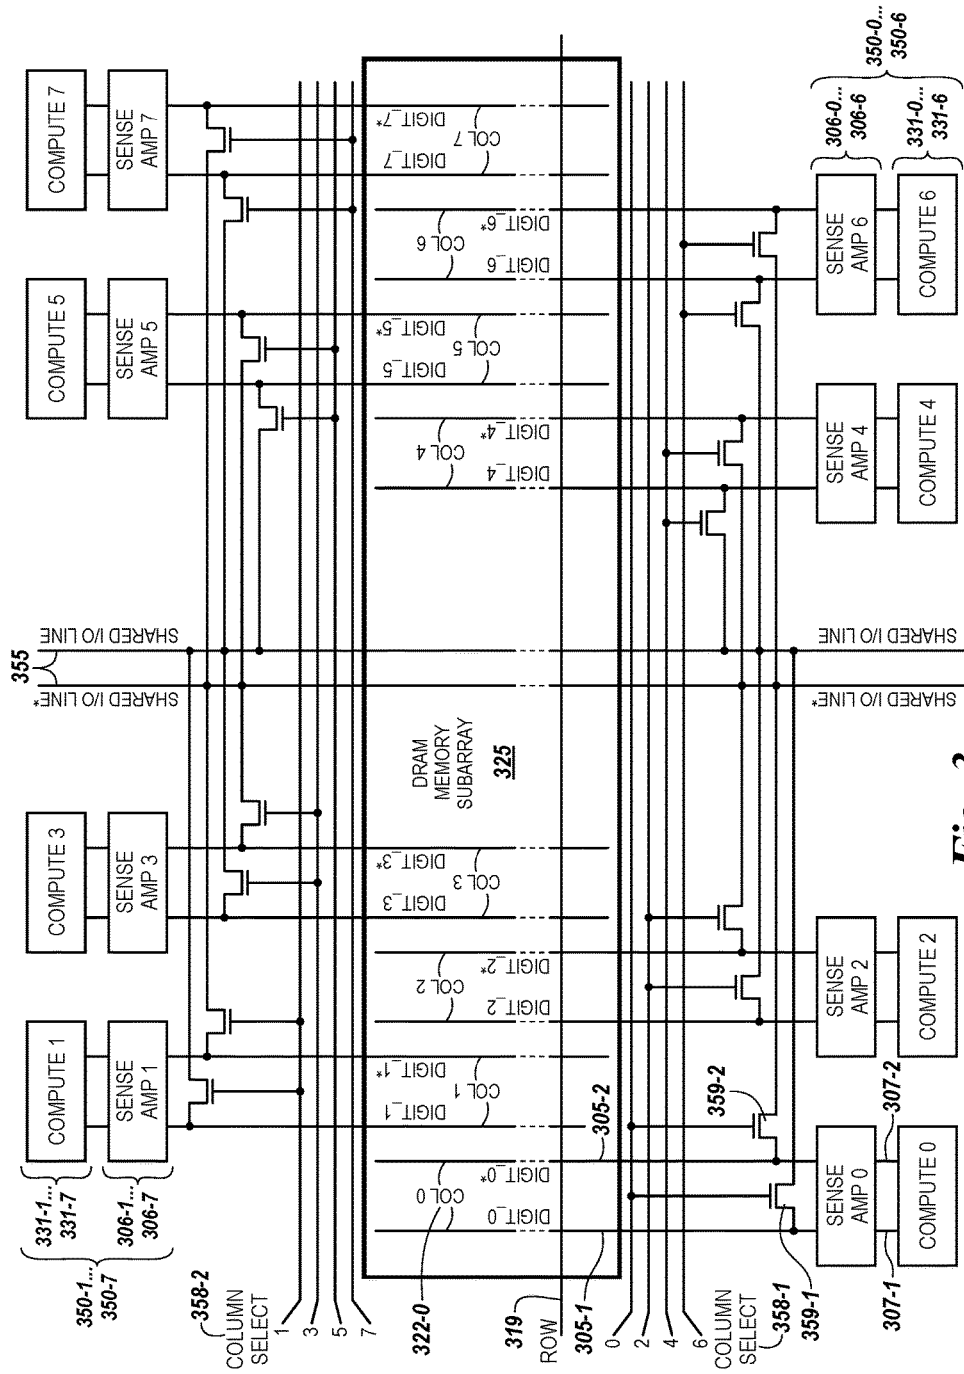 COMPUTE 1
COMPUTE 3
COMPUTE 5
COMPUTE 7
331-1...
331-7
SENSE
AMP 1
SENSE
AMP 3
SENSE
AMP 5
SENSE
AMP 7
306-1...
306-7
350-1...
350-7
355
SHARED I/O LINE*
SHARED I/O LINE
358-2
COLUMN
SELECT
1
3
5
7
322-0
COL 0
DIGIT_0
DIGIT_0*
COL 1
DIGIT_1
DIGIT_1*
COL 2
DIGIT_2
DIGIT_2*
COL 3
DIGIT_3
DIGIT_3*
DRAM
MEMORY
SUBARRAY
325
COL 4
DIGIT_4
DIGIT_4*
COL 5
DIGIT_5
DIGIT_5*
COL 6
DIGIT_6
DIGIT_6*
COL 7
DIGIT_7
DIGIT_7*
319
ROW
305-1
305-2
0
2
4
6
COLUMN
SELECT
358-1
359-1
359-2
SHARED I/O LINE*
SHARED I/O LINE
SENSE
AMP 0
SENSE
AMP 2
SENSE
AMP 4
SENSE
AMP 6
306-0...
306-6
307-1
307-2
COMPUTE 0
COMPUTE 2
COMPUTE 4
COMPUTE 6
331-0...
331-6
350-0...
350-6